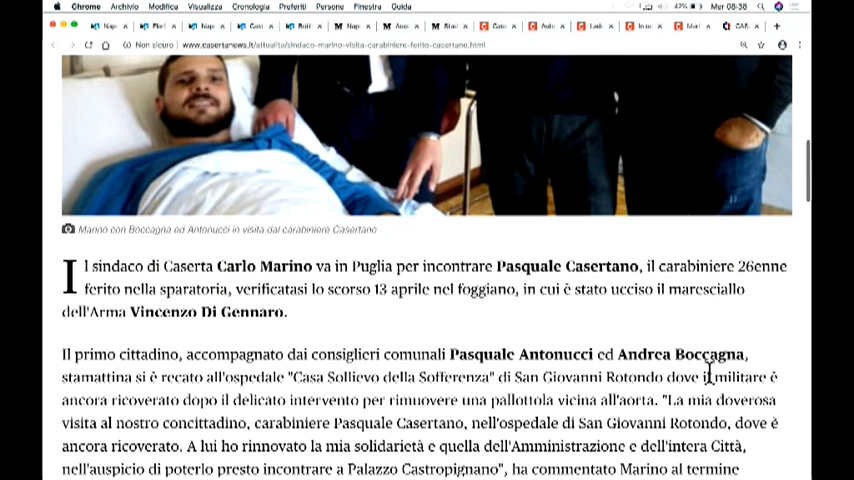 Chrome Archivio Modifica Visualizza Cronologia Preferiti Persone Finestra Guida 42% Mer 08:38
Non sicuro www.casertanews.it/attualita/sindaco-marino-visita-carabiniere-ferito-casertano.html
Marino con Boccagna ed Antonucci in visita dal carabiniere Casertano
Il sindaco di Caserta Carlo Marino va in Puglia per incontrare Pasquale Casertano, il carabiniere 26enne
ferito nella sparatoria, verificatasi lo scorso 13 aprile nel foggiano, in cui è stato ucciso il maresciallo
dell'Arma Vincenzo Di Gennaro.
Il primo cittadino, accompagnato dai consiglieri comunali Pasquale Antonucci ed Andrea Boccagna,
stamattina si è recato all'ospedale "Casa Sollievo della Sofferenza" di San Giovanni Rotondo dove il militare è
ancora ricoverato dopo il delicato intervento per rimuovere una pallottola vicina all'aorta. "La mia doverosa
visita al nostro concittadino, carabiniere Pasquale Casertano, nell'ospedale di San Giovanni Rotondo, dove è
ancora ricoverato. A lui ho rinnovato la mia solidarietà e quella dell'Amministrazione e dell'intera Città,
nell'auspicio di poterlo presto incontrare a Palazzo Castropignano", ha commentato Marino al termine